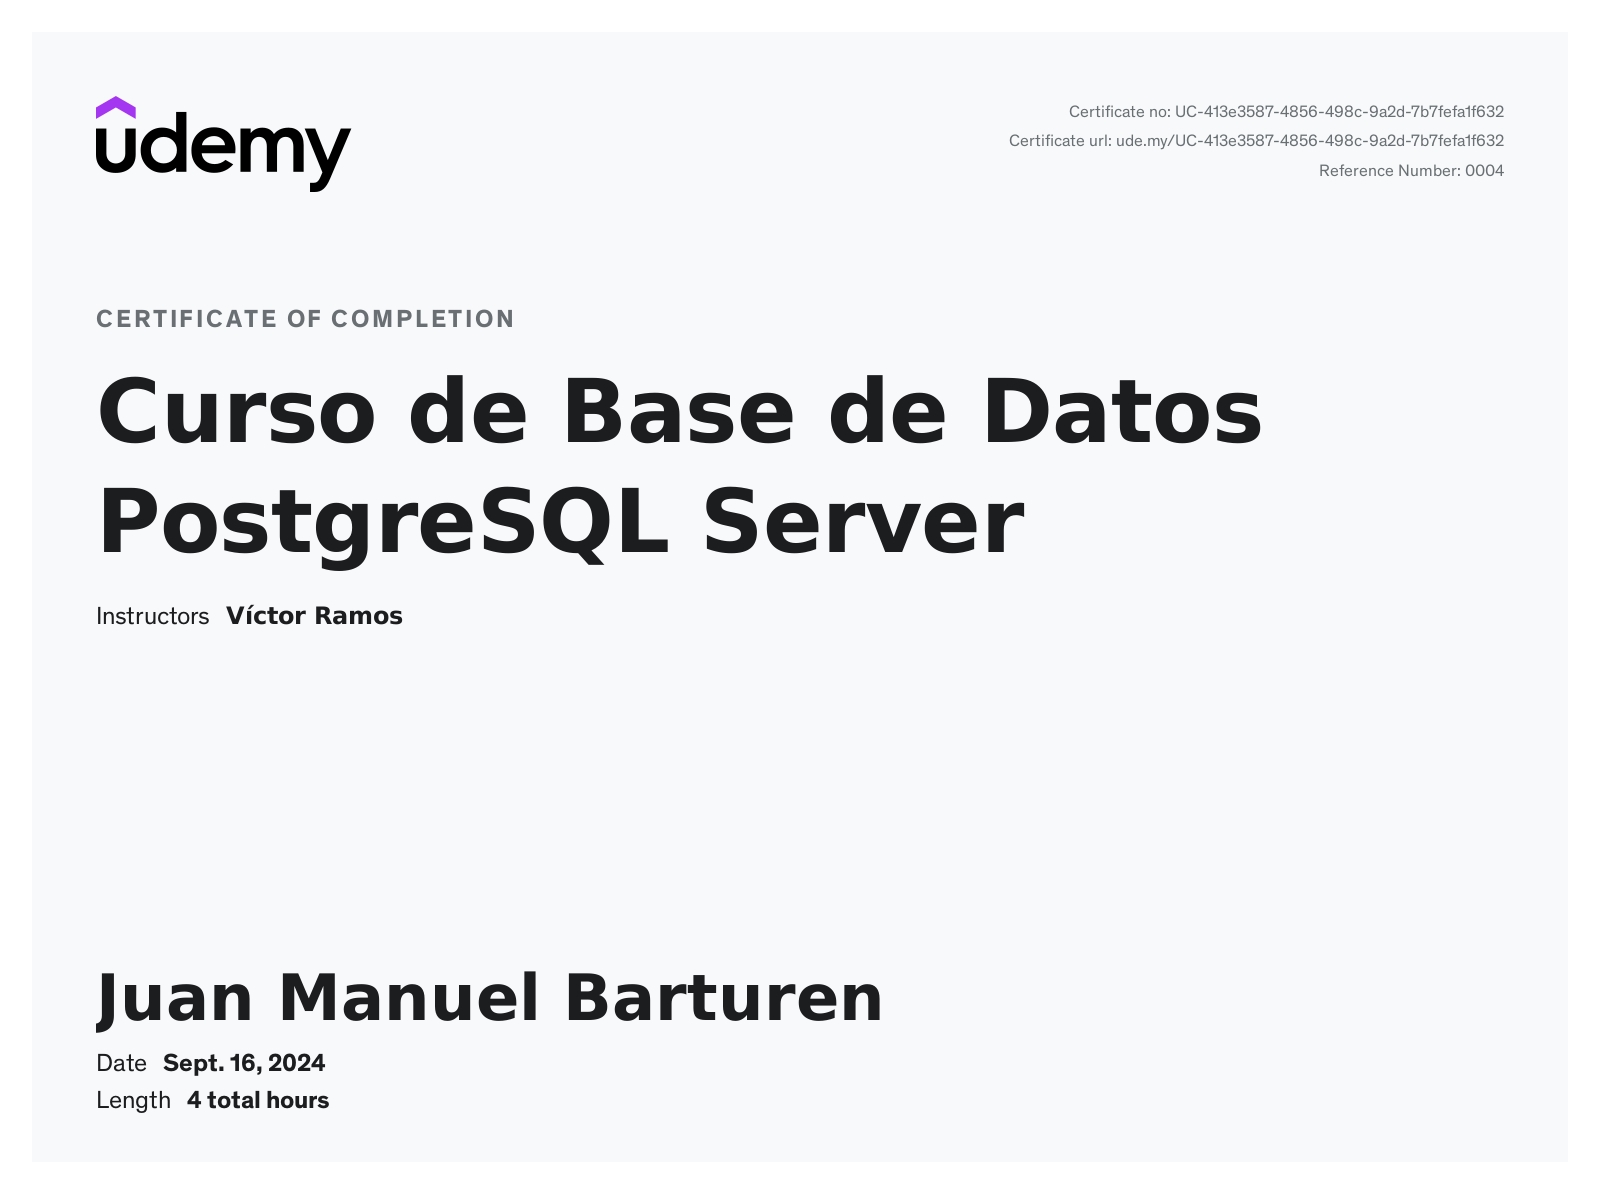 udemy
Certificate no: UC-413e3587-4856-498c-9a2d-7b7fefa1f632
Certificate url: ude.my/UC-413e3587-4856-498c-9a2d-7b7fefa1f632
Reference Number: 0004
CERTIFICATE OF COMPLETION
Curso de Base de Datos
PostgreSQL Server
Instructors Víctor Ramos
Juan Manuel Barturen
Date Sept. 16, 2024
Length 4 total hours